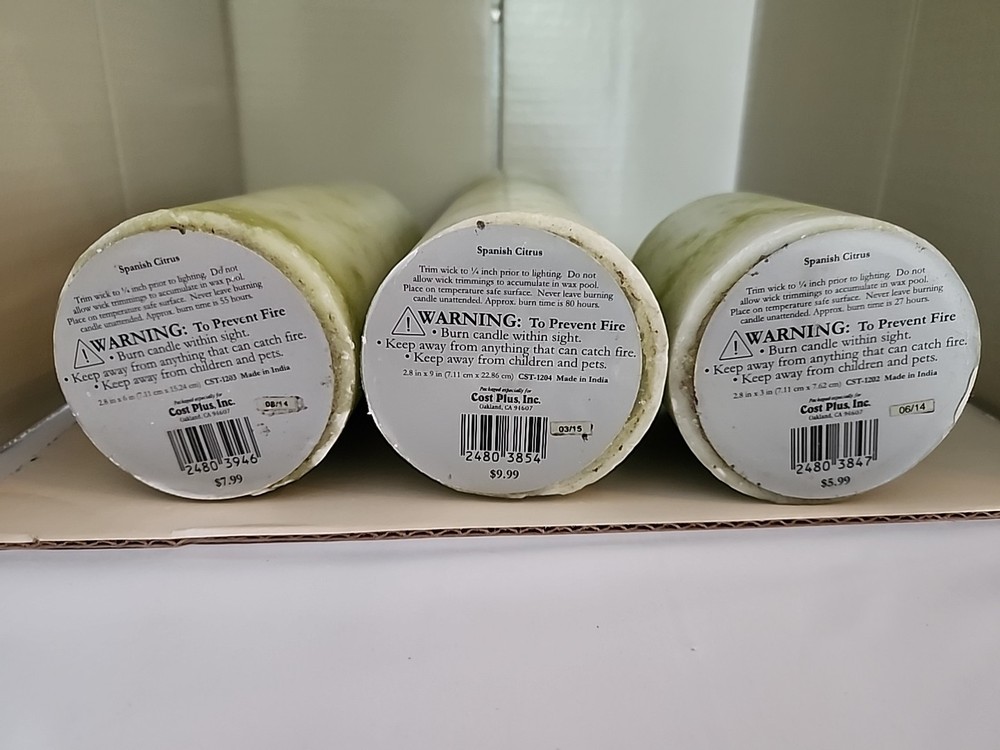 Spanish Citrus
Trim wick to ¼ inch prior to lighting. Do not
allow wick trimmings to accumulate in wax pool.
Place on temperature safe surface. Never leave burning
candle unattended. Approx. burn time is 55 hours.
WARNING: To Prevent Fire
• Burn candle within sight.
• Keep away from anything that can catch fire.
• Keep away from children and pets.
2.8 in x 6 in (7.11 cm x 15.24 cm) CST-1203 Made in India
Packaged especially for
Cost Plus, Inc.
Oakland, CA 94607
08/14
2480 3946
$7.99
Spanish Citrus
Trim wick to ¼ inch prior to lighting. Do not
allow wick trimmings to accumulate in wax pool.
Place on temperature safe surface. Never leave burning
candle unattended. Approx. burn time is 80 hours.
WARNING: To Prevent Fire
• Burn candle within sight.
• Keep away from anything that can catch fire.
• Keep away from children and pets.
2.8 in x 9 in (7.11 cm x 22.86 cm) CST-1204 Made in India
Packaged especially for
Cost Plus, Inc.
Oakland, CA 94607
03/15
2480 3854
$9.99
Spanish Citrus
Trim wick to ¼ inch prior to lighting. Do not
allow wick trimmings to accumulate in wax pool.
Place on temperature safe surface. Never leave burning
candle unattended. Approx. burn time is 27 hours.
WARNING: To Prevent Fire
• Burn candle within sight.
• Keep away from anything that can catch fire.
• Keep away from children and pets.
2.8 in x 3 in (7.11 cm x 7.62 cm) CST-1202 Made in India
Packaged especially for
Cost Plus, Inc.
Oakland, CA 94607
06/14
2480 3847
$5.99